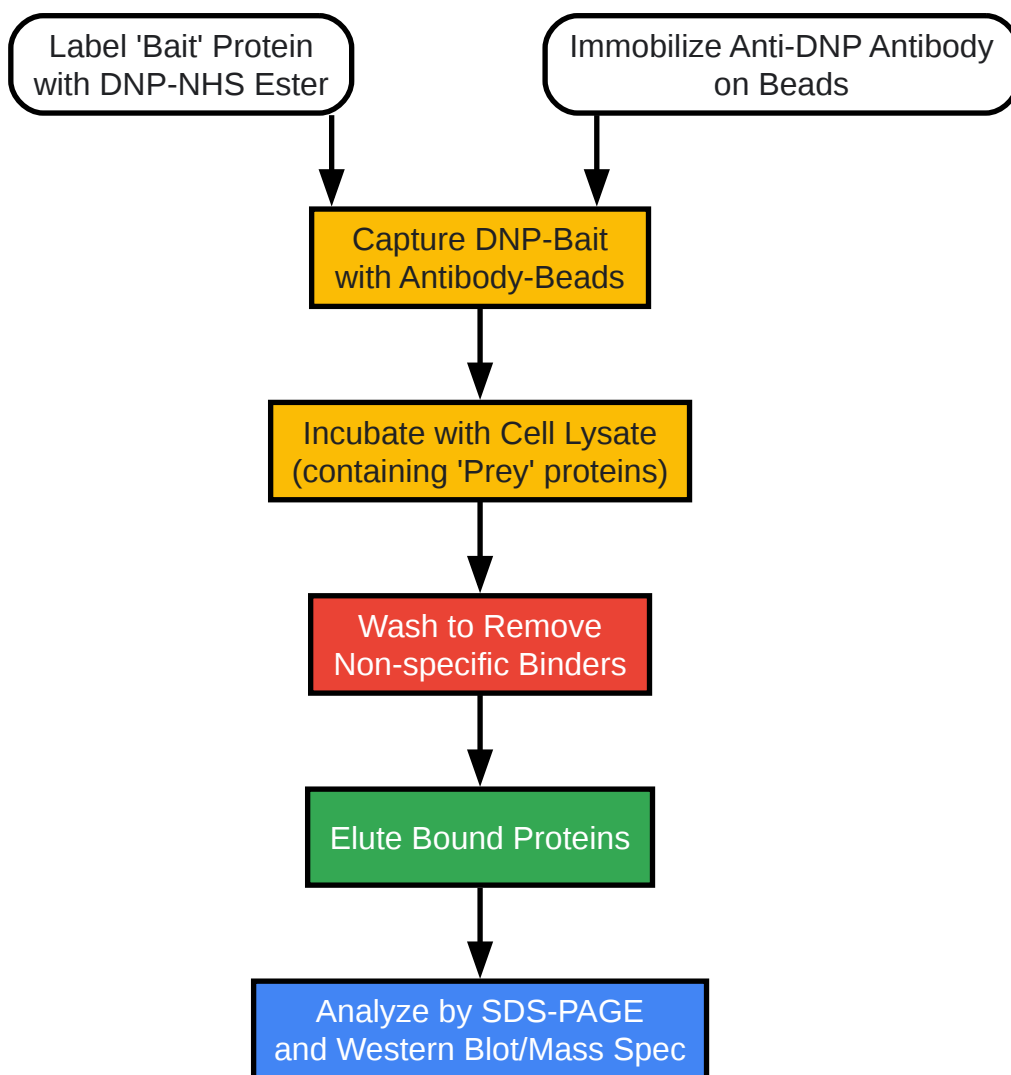 Label 'Bait' Protein
with DNP-NHS Ester
Immobilize Anti-DNP Antibody
on Beads
Capture DNP-Bait
with Antibody-Beads
Incubate with Cell Lysate
(containing 'Prey' proteins)
Wash to Remove
Non-specific Binders
Elute Bound Proteins
Analyze by SDS-PAGE
and Western Blot/Mass Spec